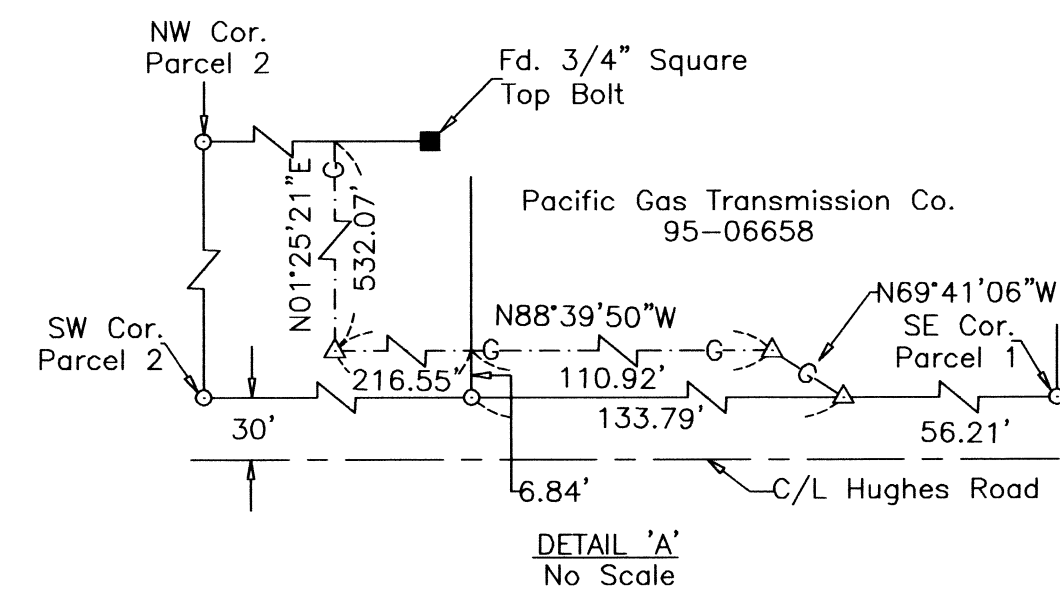 NW Cor.
Parcel 2
Fd. 3/4" Square
Top Bolt
N01°25'21"E
532.07'
G
Pacific Gas Transmission Co.
95-06658
N69°41'06"W
N88°39'50"W
SW Cor.
Parcel 2
SE Cor.
Parcel 1
G
G
G
216.55'
110.92'
133.79'
56.21'
30'
6.84'
C/L Hughes Road
DETAIL 'A'
No Scale